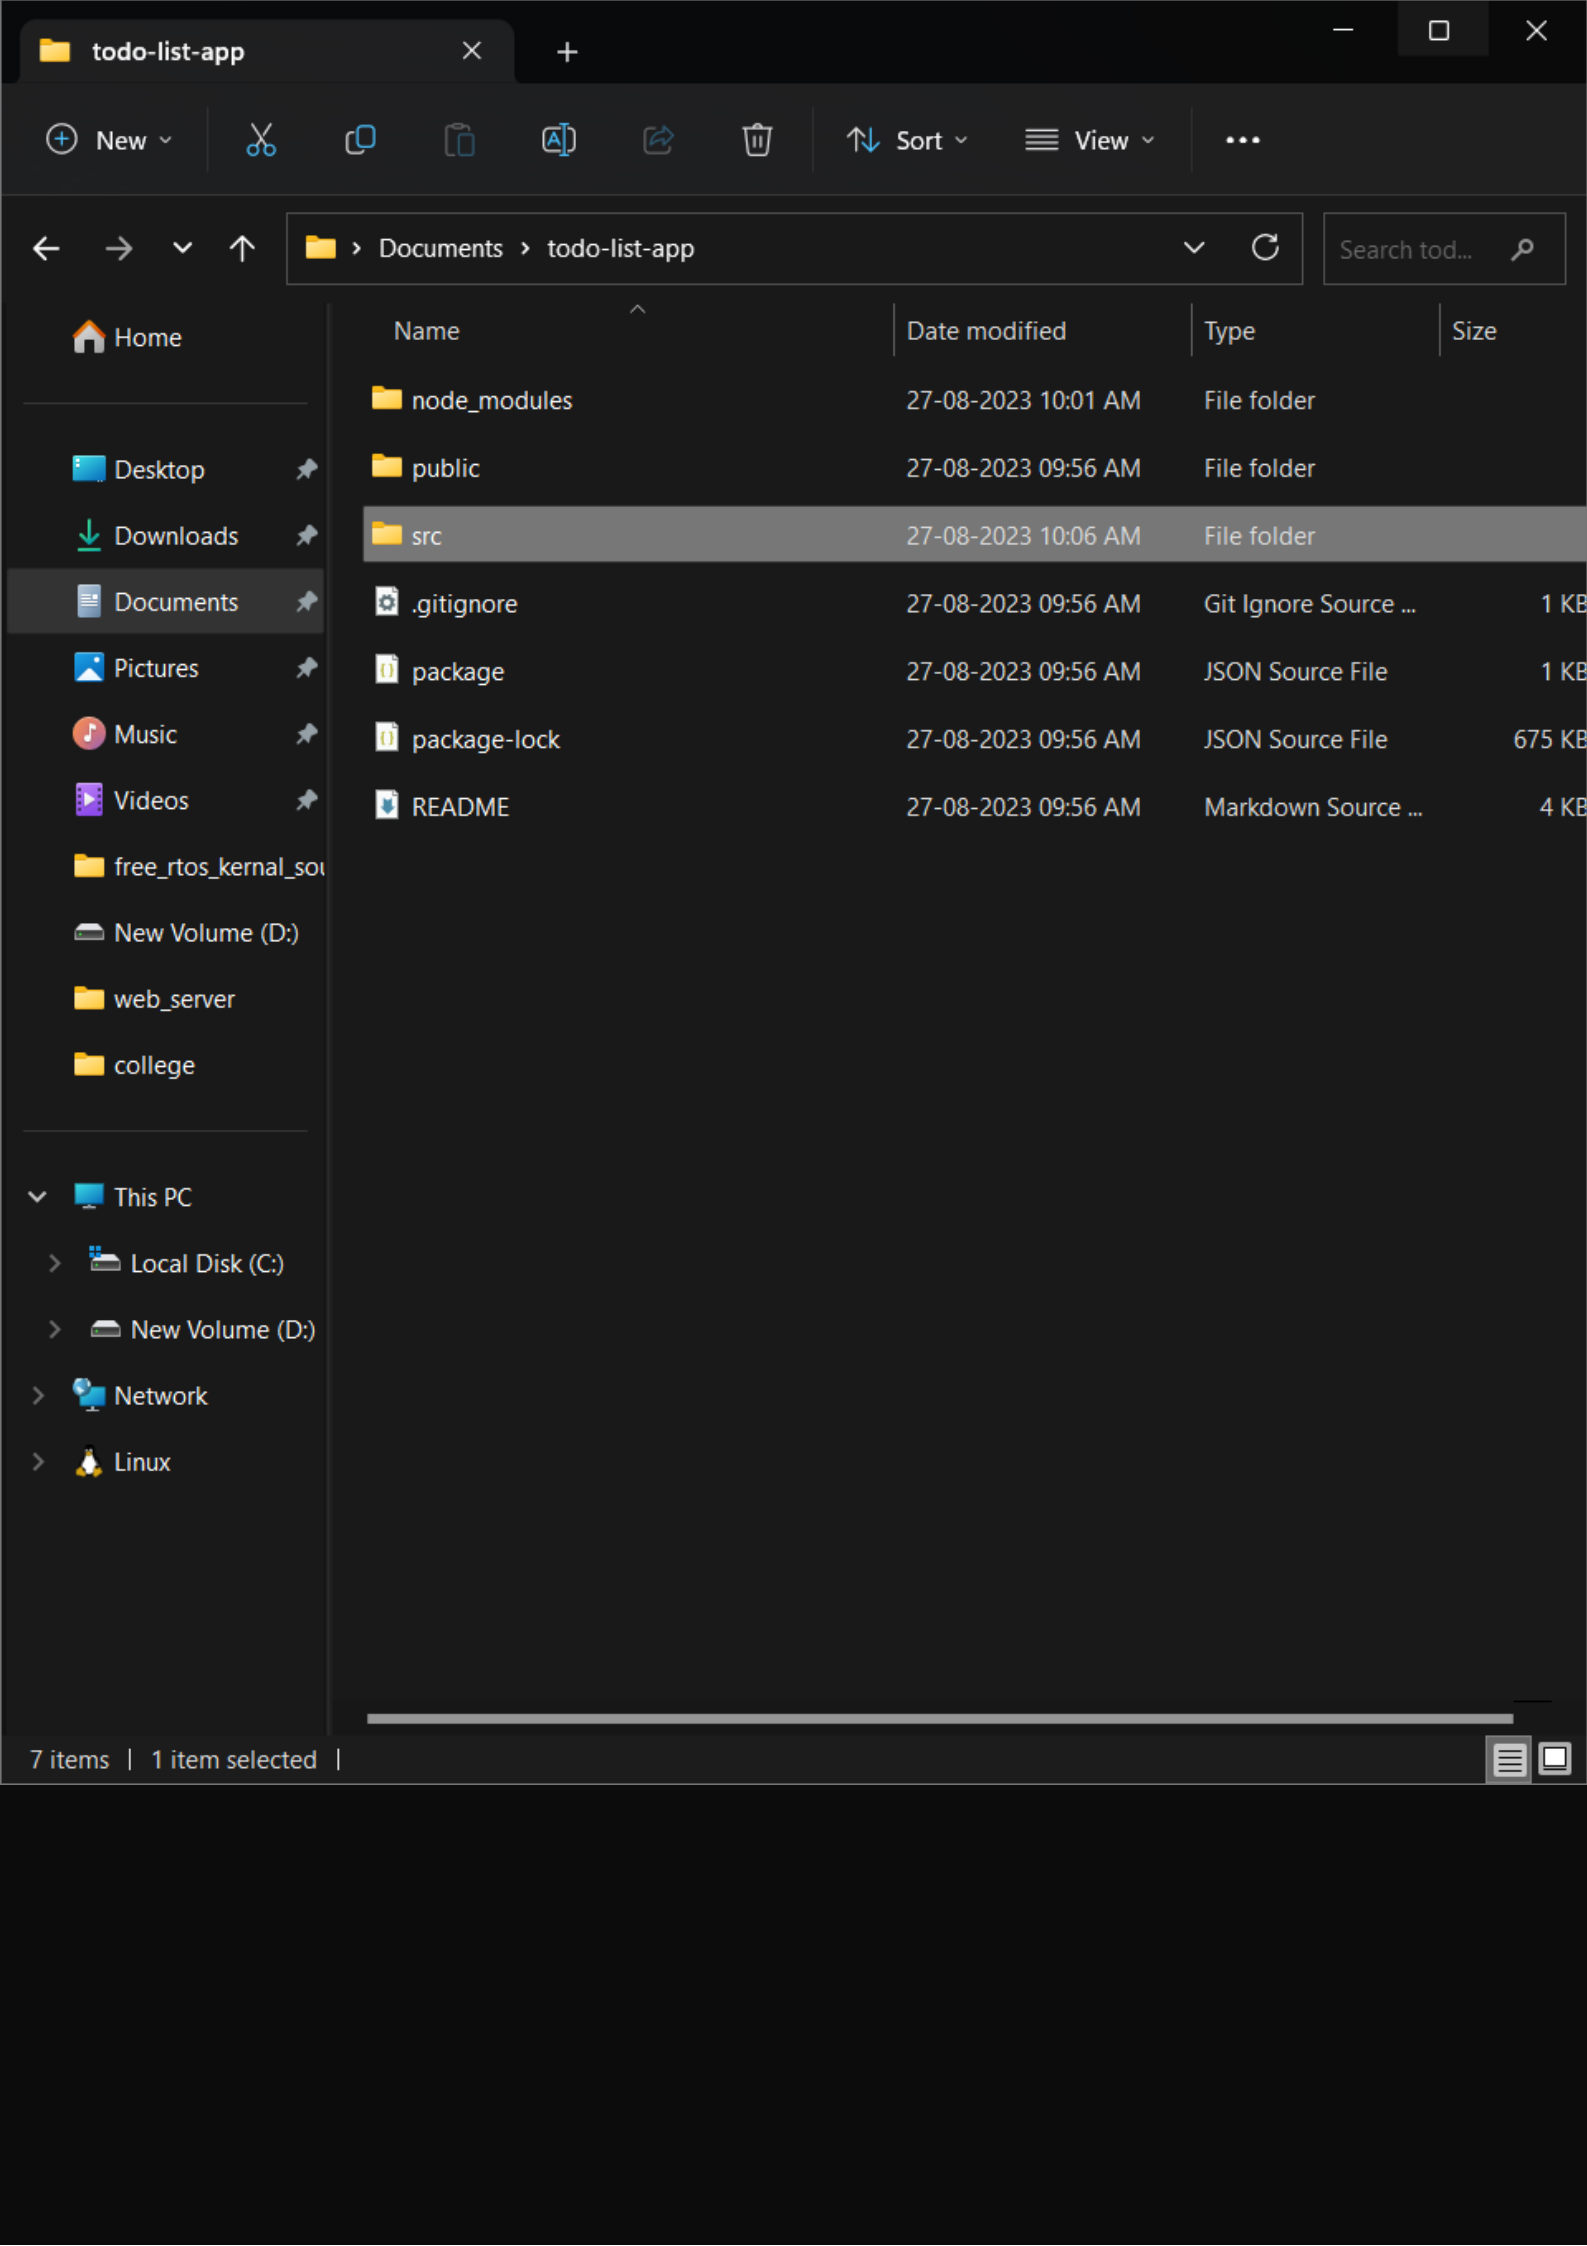 todo-list-app
New
Sort
View
Documents
todo-list-app
Search tod...
Home
Desktop
Downloads
Documents
Pictures
Music
Videos
free_rtos_kernal_sou
New Volume (D:)
web_server
college
This PC
Local Disk (C:)
New Volume (D:)
Network
Linux
Name Date modified Type Size
node_modules 27-08-2023 10:01 AM File folder
public 27-08-2023 09:56 AM File folder
src 27-08-2023 10:06 AM File folder
.gitignore 27-08-2023 09:56 AM Git Ignore Source ... 1 KB
package 27-08-2023 09:56 AM JSON Source File 1 KB
package-lock 27-08-2023 09:56 AM JSON Source File 675 KB
README 27-08-2023 09:56 AM Markdown Source ... 4 KB
7 items | 1 item selected |